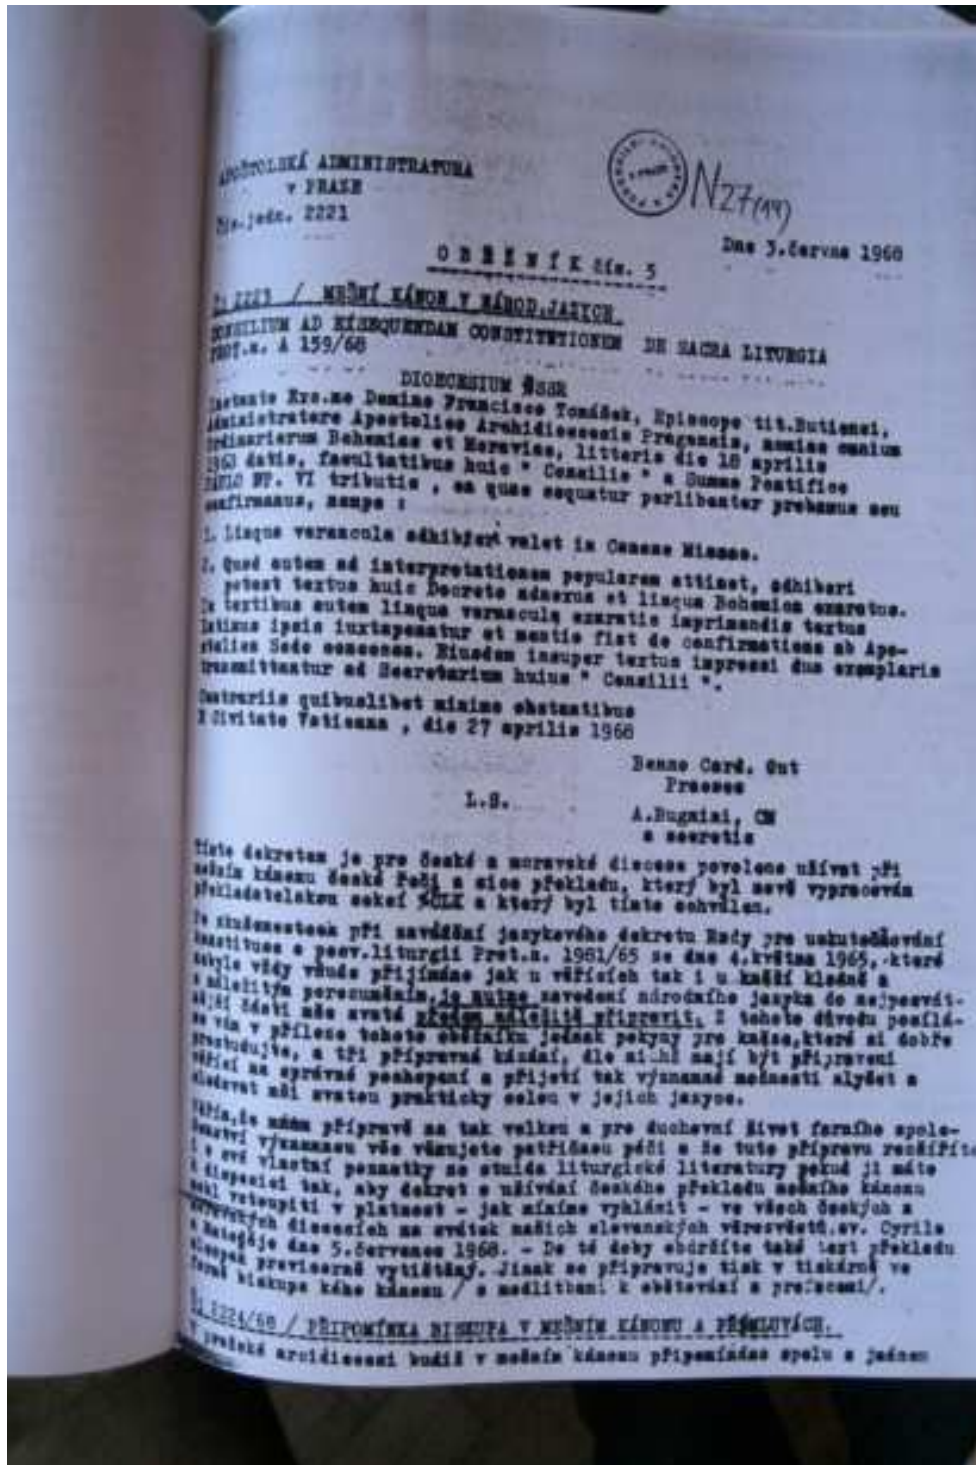 APOŠTOLSKÁ ADMINISTRATURA
v PRAZE
Čís.jedn. 2221
N27(14)
Dne 3.června 1968
O B Ě Ž N Í K čís. 5
2223 / MEŠNÍ KÁNON V NÁROD.JAZYCH.
CONSILIUM AD EXSEQUENDAM CONSTITUTIONEM DE SACRA LITURGIA
PROT.n. A 159/68
DIOECESIUM ČSSR
Instante Exc.mo Domino Francisco Tomášek, Episcopo tit.Butiensi,
Administratore Apostolico Archidioecesis Pragensis, nomine omnium
Ordinariorum Bohemiae et Moraviae, litteris die 18 aprilis
1968 datis, facultatibus huic " Consilio " a Summo Pontifice
PAULO PP. VI tributis , ea quae sequntur perlibenter probamus seu
confirmamus, nempe :
1. Lingua vernacula adhiberi valet in Canone Missae.
2. Quod autem ad interpretationem popularem attinet, adhiberi
potest textus huic Decreto adnexus et lingua Bohemica exaratus.
In textibus autem lingua vernacula exaratis imprimendis textus
latinus ipsis iuxtaponatur et mentio fiat de confirmatione ab Apo-
stolica Sede concessa. Eiusdem insuper textus impressi duo exemplaria
transmittantur ad Secretariam huius " Consilii ".
Contrariis quibuslibet minime obstantibus
E Civitate Vaticana , die 27 aprilis 1968
Benno Card. Gut
Praeses
L.S.
A.Bugnini, CM
a secretis
Tímto dekretem je pro české a moravské diecese povoleno užívat při
mešním kánonu české řeči a sice překladu, který byl nově vypracován
překladatelskou sekcí a který byl tímto schválen.
Po zkušenostech při zavádění jazykového dekretu Rady pro uskutečňování
Konstituce o posv.liturgii Prot.n. 1981/65 ze dne 4.května 1965, které
nebylo vždy všude přijímáno jak u věřících tak i u kněží kladně a
s náležitým porozuměním,je nutno zavedení národního jazyka do nejposvát-
nější části mše svaté předem náležitě připravit. Z tohoto důvodu posílá-
me vám v příloze tohoto oběžníku jednak pokyny pro kněze,které si dobře
prostudujte, a tři přípravná kázání, dle nichž mají být připraveni
věřící na správné pochopení a přijetí tak významné možnosti slyšet a
sledovat mši svatou prakticky celou v jejich jazyce.
Věřím,že přípravě na tak velkou a pro duchovní život farního spole-
čenství významnou věc věnujete patřičnou péči a že tuto přípravu rozšíříte
i o své vlastní poznatky ze studia liturgické literatury pokud ji máte
k disposici tak, aby dekret o užívání českého překladu mešního kánonu
mohl vstoupiti v platnost - jak míníme vyhlásit - ve všech českých a
moravských diecesích na svátek našich slovanských věrozvěstů.sv. Cyrila
a Metoděje dne 5.července 1968. - Do té doby obdržíte také text překladu
alespoň provisorně vytištěný. Jinak se připravuje tisk v tiskárně ve
formě biskupského kánonu / s modlitbami k obětování a prefacemi/.
2224/68 / PŘIPOMÍNKA BISKUPA V MEŠNÍM KÁNONU A PŘÍMLUVÁCH.
V pražské arcidiecesi budiž v mešním kánonu připomínáno spolu s jménem